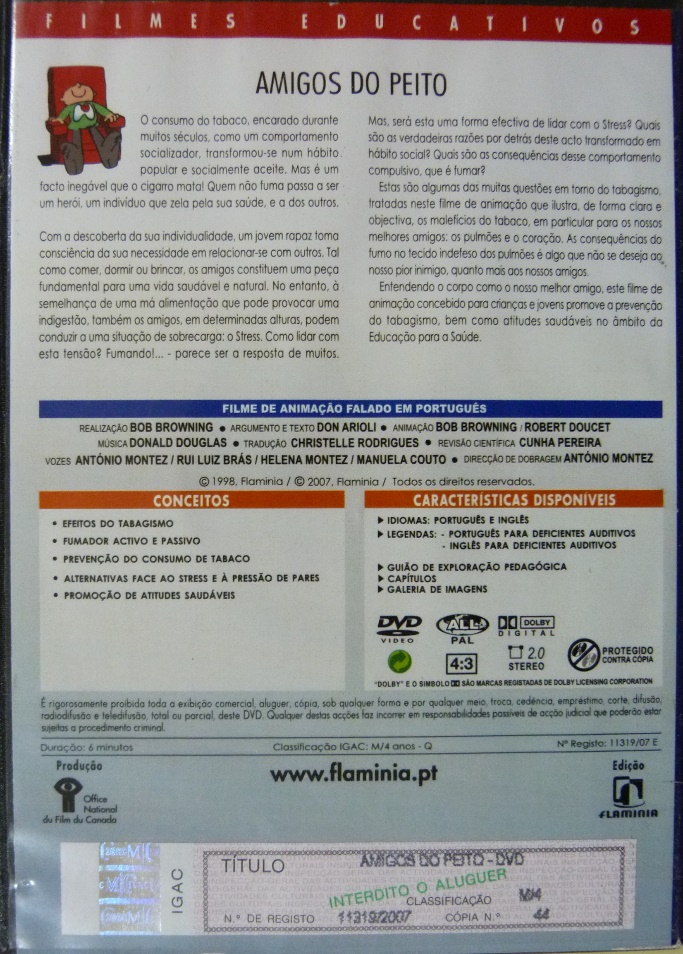 FILMES EDUCATIVOS
AMIGOS DO PEITO
O consumo do tabaco, encarado durante
muitos séculos, como um comportamento
socializador, transformou-se num hábito
popular e socialmente aceite. Mas é um
facto inegável que o cigarro mata! Quem não fuma passa a ser
um herói, um indivíduo que zela pela sua saúde, e a dos outros.
Com a descoberta da sua individualidade, um jovem rapaz toma
consciência da sua necessidade em relacionar-se com outros. Tal
como comer, dormir ou brincar, os amigos constituem uma peça
fundamental para uma vida saudável e natural. No entanto, à
semelhança de uma má alimentação que pode provocar uma
indigestão, também os amigos, em determinadas alturas, podem
conduzir a uma situação de sobrecarga: o Stress. Como lidar com
esta tensão? Fumando!... - parece ser a resposta de muitos.
Mas, será esta uma forma efectiva de lidar com o Stress? Quais
são as verdadeiras razões por detrás deste acto transformado em
hábito social? Quais são as consequências desse comportamento
compulsivo, que é fumar?
Estas são algumas das muitas questões em torno do tabagismo,
tratadas neste filme de animação que ilustra, de forma clara e
objectiva, os malefícios do tabaco, em particular para os nossos
melhores amigos: os pulmões e o coração. As consequências do
fumo no tecido indefeso dos pulmões é algo que não se deseja ao
nosso pior inimigo, quanto mais aos nossos amigos.
Entendendo o corpo como o nosso melhor amigo, este filme de
animação concebido para crianças e jovens promove a prevenção
do tabagismo, bem como atitudes saudáveis no âmbito da
Educação para a Saúde.
FILME DE ANIMAÇÃO FALADO EM PORTUGUÊS
REALIZAÇÃO BOB BROWNING ● ARGUMENTO E TEXTO DON ARIOLI ● ANIMAÇÃO BOB BROWNING / ROBERT DOUCET
MÚSICA DONALD DOUGLAS ● TRADUÇÃO CHRISTELLE RODRIGUES ● REVISÃO CIENTÍFICA CUNHA PEREIRA
VOZES ANTÓNIO MONTEZ / RUI LUIZ BRÁS / HELENA MONTEZ / MANUELA COUTO ● DIRECÇÃO DE DOBRAGEM ANTÓNIO MONTEZ
© 1998, Flaminia / © 2007, Flaminia / Todos os direitos reservados.
CONCEITOS
• EFEITOS DO TABAGISMO
• FUMADOR ACTIVO E PASSIVO
• PREVENÇÃO DO CONSUMO DE TABACO
• ALTERNATIVAS FACE AO STRESS E À PRESSÃO DE PARES
• PROMOÇÃO DE ATITUDES SAUDÁVEIS
CARACTERÍSTICAS DISPONÍVEIS
▶ IDIOMAS: PORTUGUÊS E INGLÊS
▶ LEGENDAS: - PORTUGUÊS PARA DEFICIENTES AUDITIVOS
- INGLÊS PARA DEFICIENTES AUDITIVOS
▶ GUIÃO DE EXPLORAÇÃO PEDAGÓGICA
▶ CAPÍTULOS
▶ GALERIA DE IMAGENS
DVD VIDEO
ALL PAL
DOLBY DIGITAL
4:3
2.0 STEREO
PROTEGIDO
CONTRA CÓPIA
"DOLBY" E O SIMBOLO SÃO MARCAS REGISTADAS DE DOLBY LICENSING CORPORATION
É rigorosamente proibida toda a exibição comercial, aluguer, cópia, sob qualquer forma e por qualquer meio, troca, cedência, empréstimo, corte, difusão,
radiodifusão e teledifusão, total ou parcial, deste DVD. Qualquer destas acções faz incorrer em responsabilidades passíveis de acção judicial que poderão estar
sujeitas a procedimento criminal.
Duração: 6 minutos
Classificação IGAC: M/4 anos - Q
Nº Registo: 11319/07 E
Produção
Office
National
du Film du Canada
www.flaminia.pt
Edição
FLAMINIA
IGAC
TÍTULO AMIGOS DO PEITO - DVD
INTERDITO O ALUGUER
CLASSIFICAÇÃO M/4
N.º DE REGISTO 11319/2007 CÓPIA N.º 44